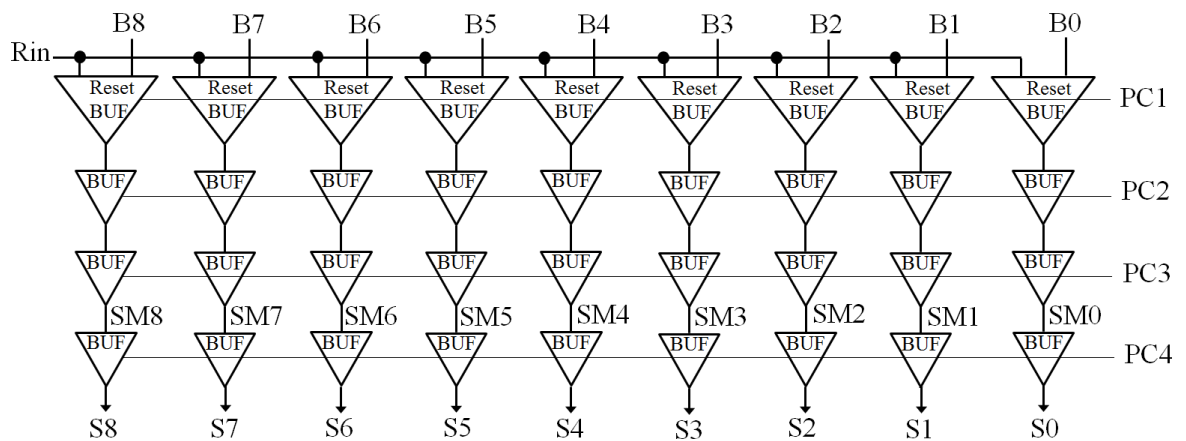 B8 B7 B6 B5 B4 B3 B2 B1 B0
Rin
Reset Reset Reset Reset Reset Reset Reset Reset Reset
BUF BUF BUF BUF BUF BUF BUF BUF BUF PC1
BUF BUF BUF BUF BUF BUF BUF BUF BUF PC2
BUF BUF BUF BUF BUF BUF BUF BUF BUF PC3
SM8 SM7 SM6 SM5 SM4 SM3 SM2 SM1 SM0
BUF BUF BUF BUF BUF BUF BUF BUF BUF PC4
S8 S7 S6 S5 S4 S3 S2 S1 S0